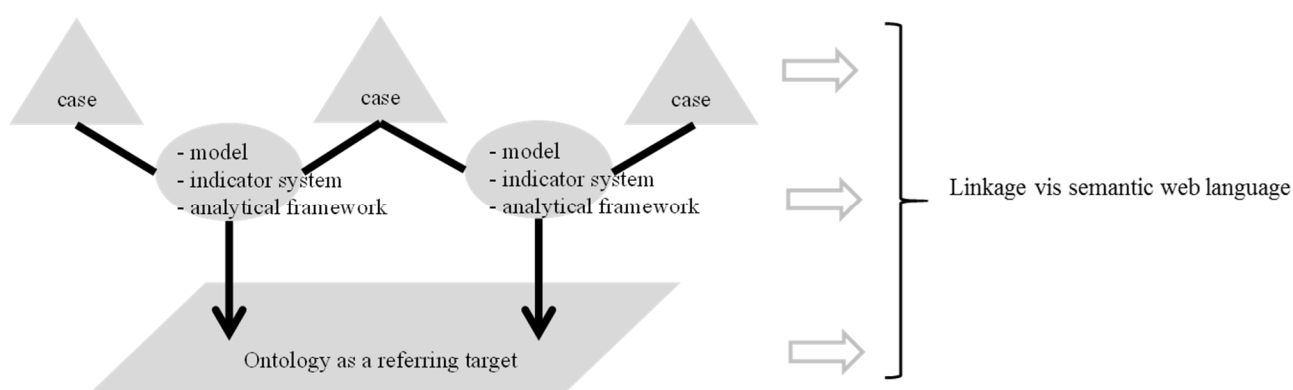 case
case
case
- model
- indicator system
- analytical framework
- model
- indicator system
- analytical framework
Linkage vis semantic web language
Ontology as a referring target